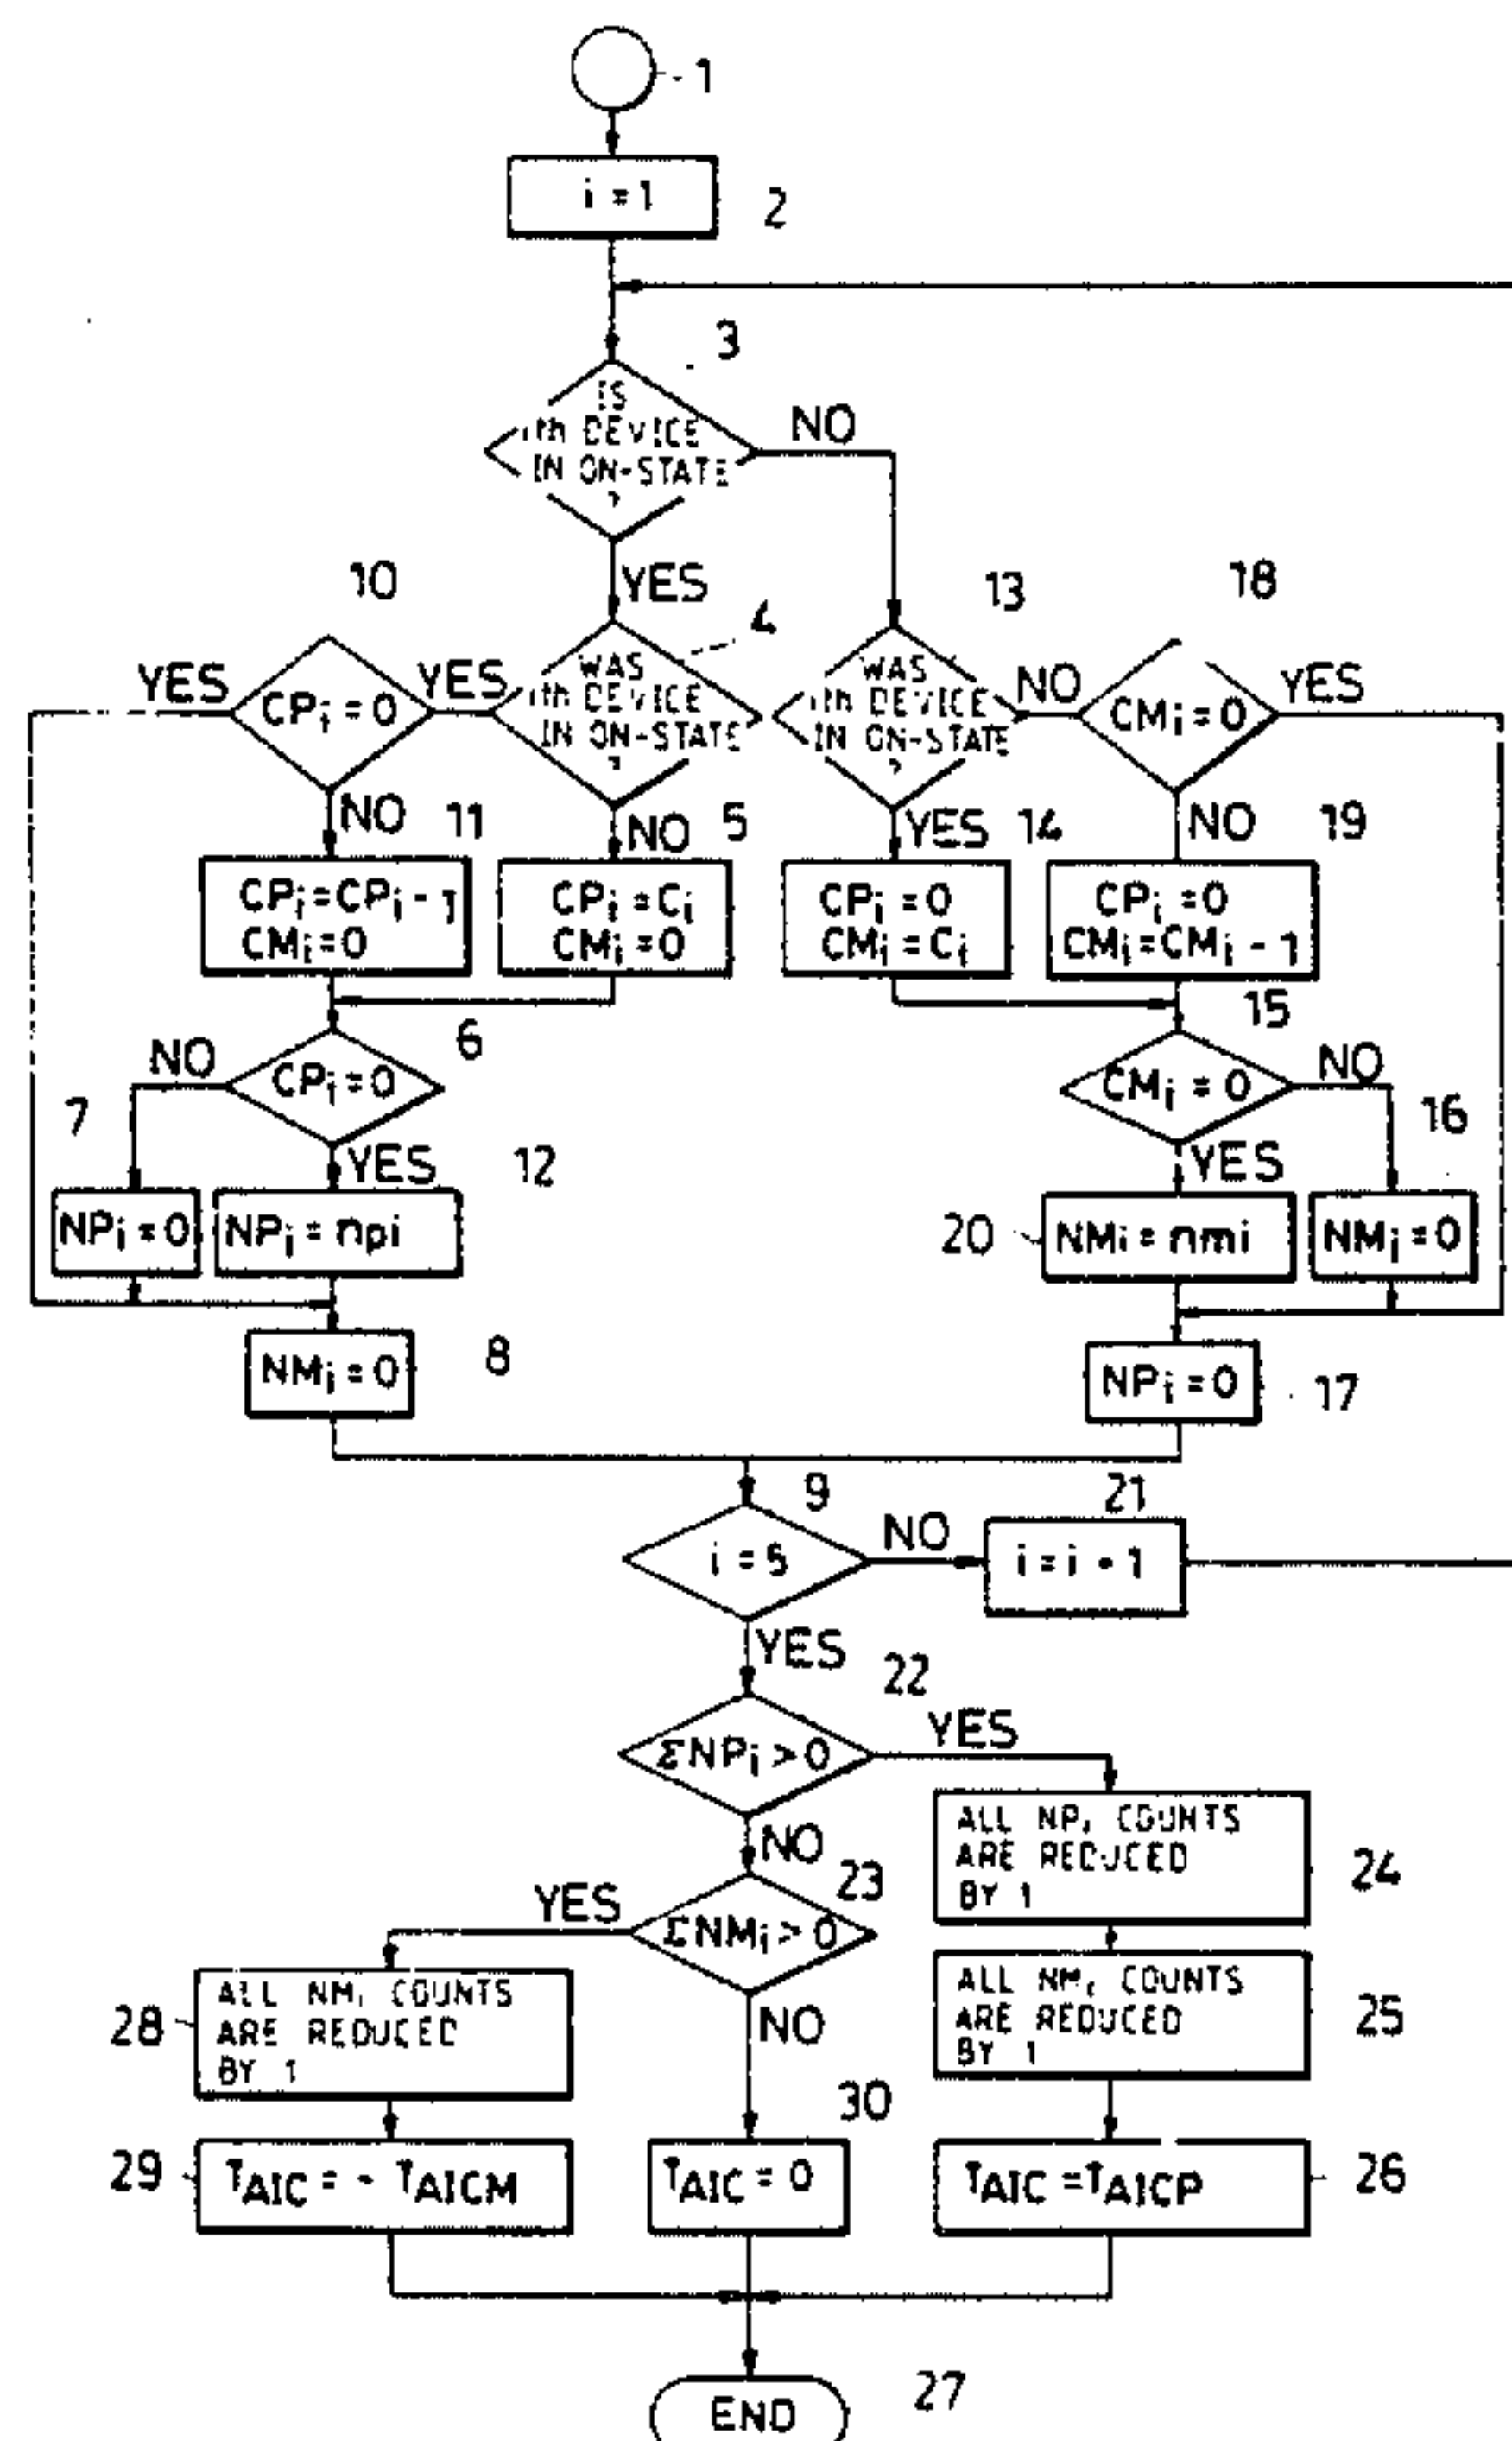 1
i = 1
2
3
IS
ith DEVICE
IN ON-STATE
?
NO
YES
10
4
13
18
YES
CPi = 0
YES
WAS
ith DEVICE
IN ON-STATE
?
WAS
ith DEVICE
IN ON-STATE
?
NO
CMi = 0
YES
NO
11
NO
5
YES
14
NO
19
CPi = CPi - 1
CMi = 0
CPi = Ci
CMi = 0
CPi = 0
CMi = Ci
CPi = 0
CMi = CMi - 1
6
15
NO
CPi = 0
CMi = 0
NO
7
YES
12
YES
16
NPi = 0
NPi = npi
20
NMi = nmi
NMi = 0
NMi = 0
8
NPi = 0
17
9
21
i = 5
NO
i = i + 1
YES
22
ΣNPi > 0
YES
NO
23
ALL NPi COUNTS
ARE REDUCED
BY 1
24
YES
ΣNMi > 0
28
ALL NMi COUNTS
ARE REDUCED
BY 1
NO
ALL NMi COUNTS
ARE REDUCED
BY 1
25
30
29
TAIC = - TAICM
TAIC = 0
TAIC = TAICP
26
END
27